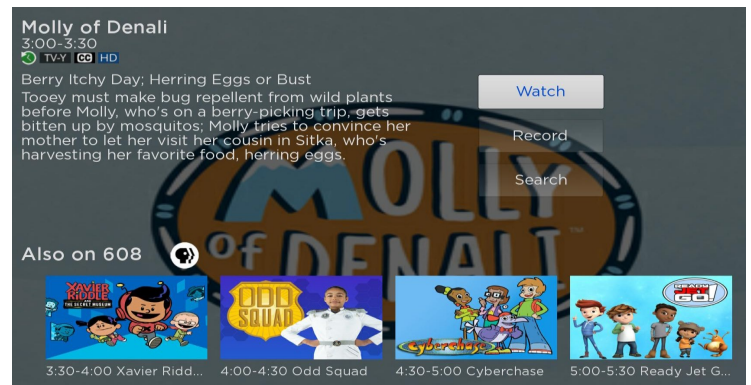 Molly of Denali
3:00-3:30
TV-Y CC HD
Berry Itchy Day; Herring Eggs or Bust
Tooey must make bug repellent from wild plants
before Molly, who's on a berry-picking trip, gets
bitten up by mosquitos; Molly tries to convince her
mother to let her visit her cousin in Sitka, who's
harvesting her favorite food, herring eggs.
Watch
Record
Search
MOLLY
OF DENALI
™
Also on 608
XAVIER
RIDDLE
AND
THE SECRET MUSEUM
ODD
SQUAD
Cyberchase
READY
JET
GO!
3:30-4:00 Xavier Ridd...
4:00-4:30 Odd Squad
4:30-5:00 Cyberchase
5:00-5:30 Ready Jet G...